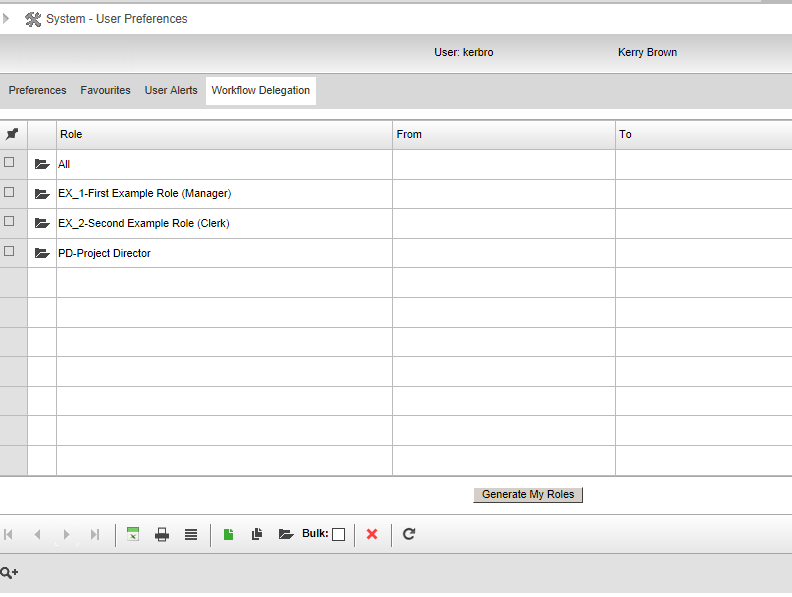 System - User Preferences
User: kerbro Kerry Brown
Preferences Favourites User Alerts Workflow Delegation
Role From To
All
EX_1-First Example Role (Manager)
EX_2-Second Example Role (Clerk)
PD-Project Director
Generate My Roles
Bulk: